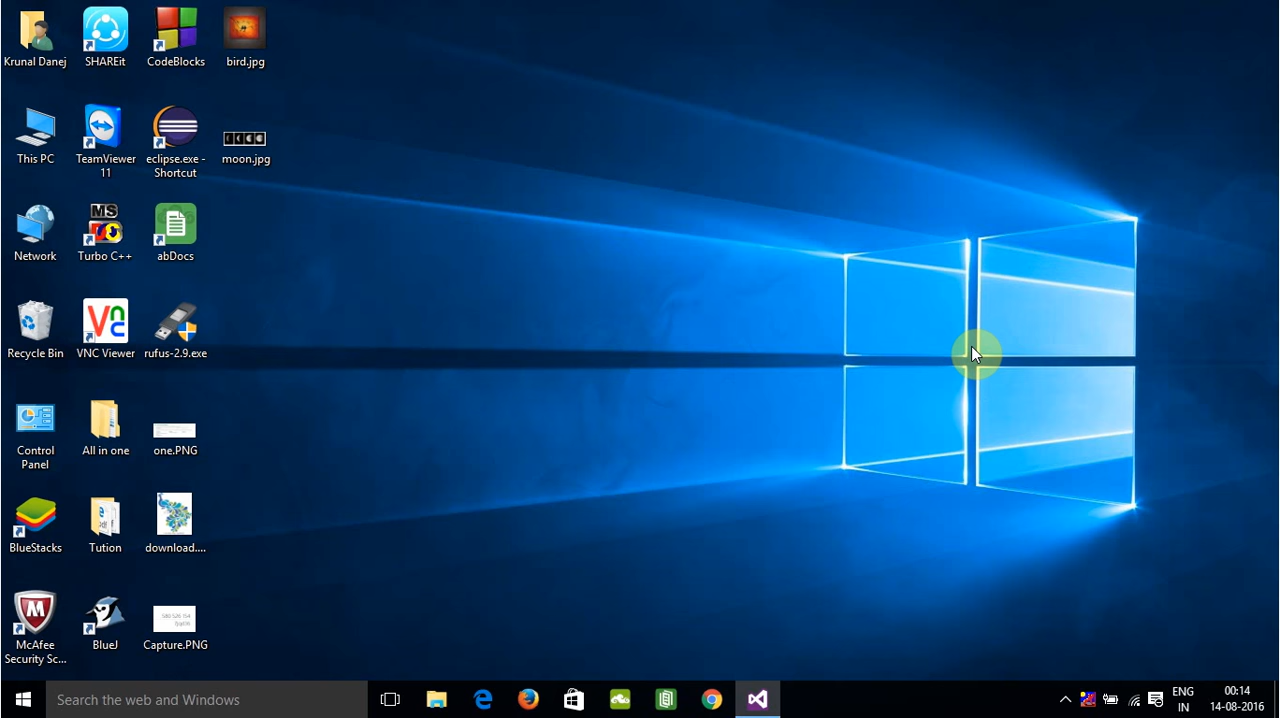 Krunal Danej
SHAREit
CodeBlocks
bird.jpg
This PC
TeamViewer
11
eclipse.exe -
Shortcut
moon.jpg
Network
MS
Turbo C++
abDocs
Recycle Bin
VNC Viewer
rufus-2.9.exe
Control
Panel
All in one
one.PNG
BlueStacks
Tution
download....
McAfee
Security Sc...
BlueJ
Capture.PNG
Search the web and Windows
ENG
IN
00:14
14-08-2016